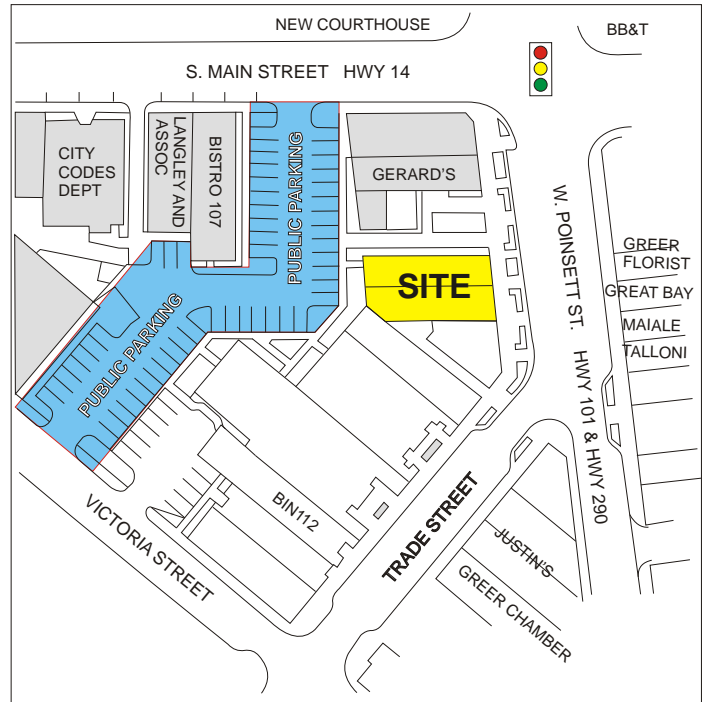 NEW COURTHOUSE
BB&T
S. MAIN STREET HWY 14
CITY
CODES
DEPT
LANGLEY AND
ASSOC
BISTRO 107
PUBLIC PARKING
GERARD'S
SITE
W. POINSETT ST. HWY 101 & HWY 290
GREER
FLORIST
GREAT BAY
MAIALE
TALLONI
PUBLIC PARKING
VICTORIA STREET
BIN112
TRADE STREET
JUSTIN'S
GREER CHAMBER